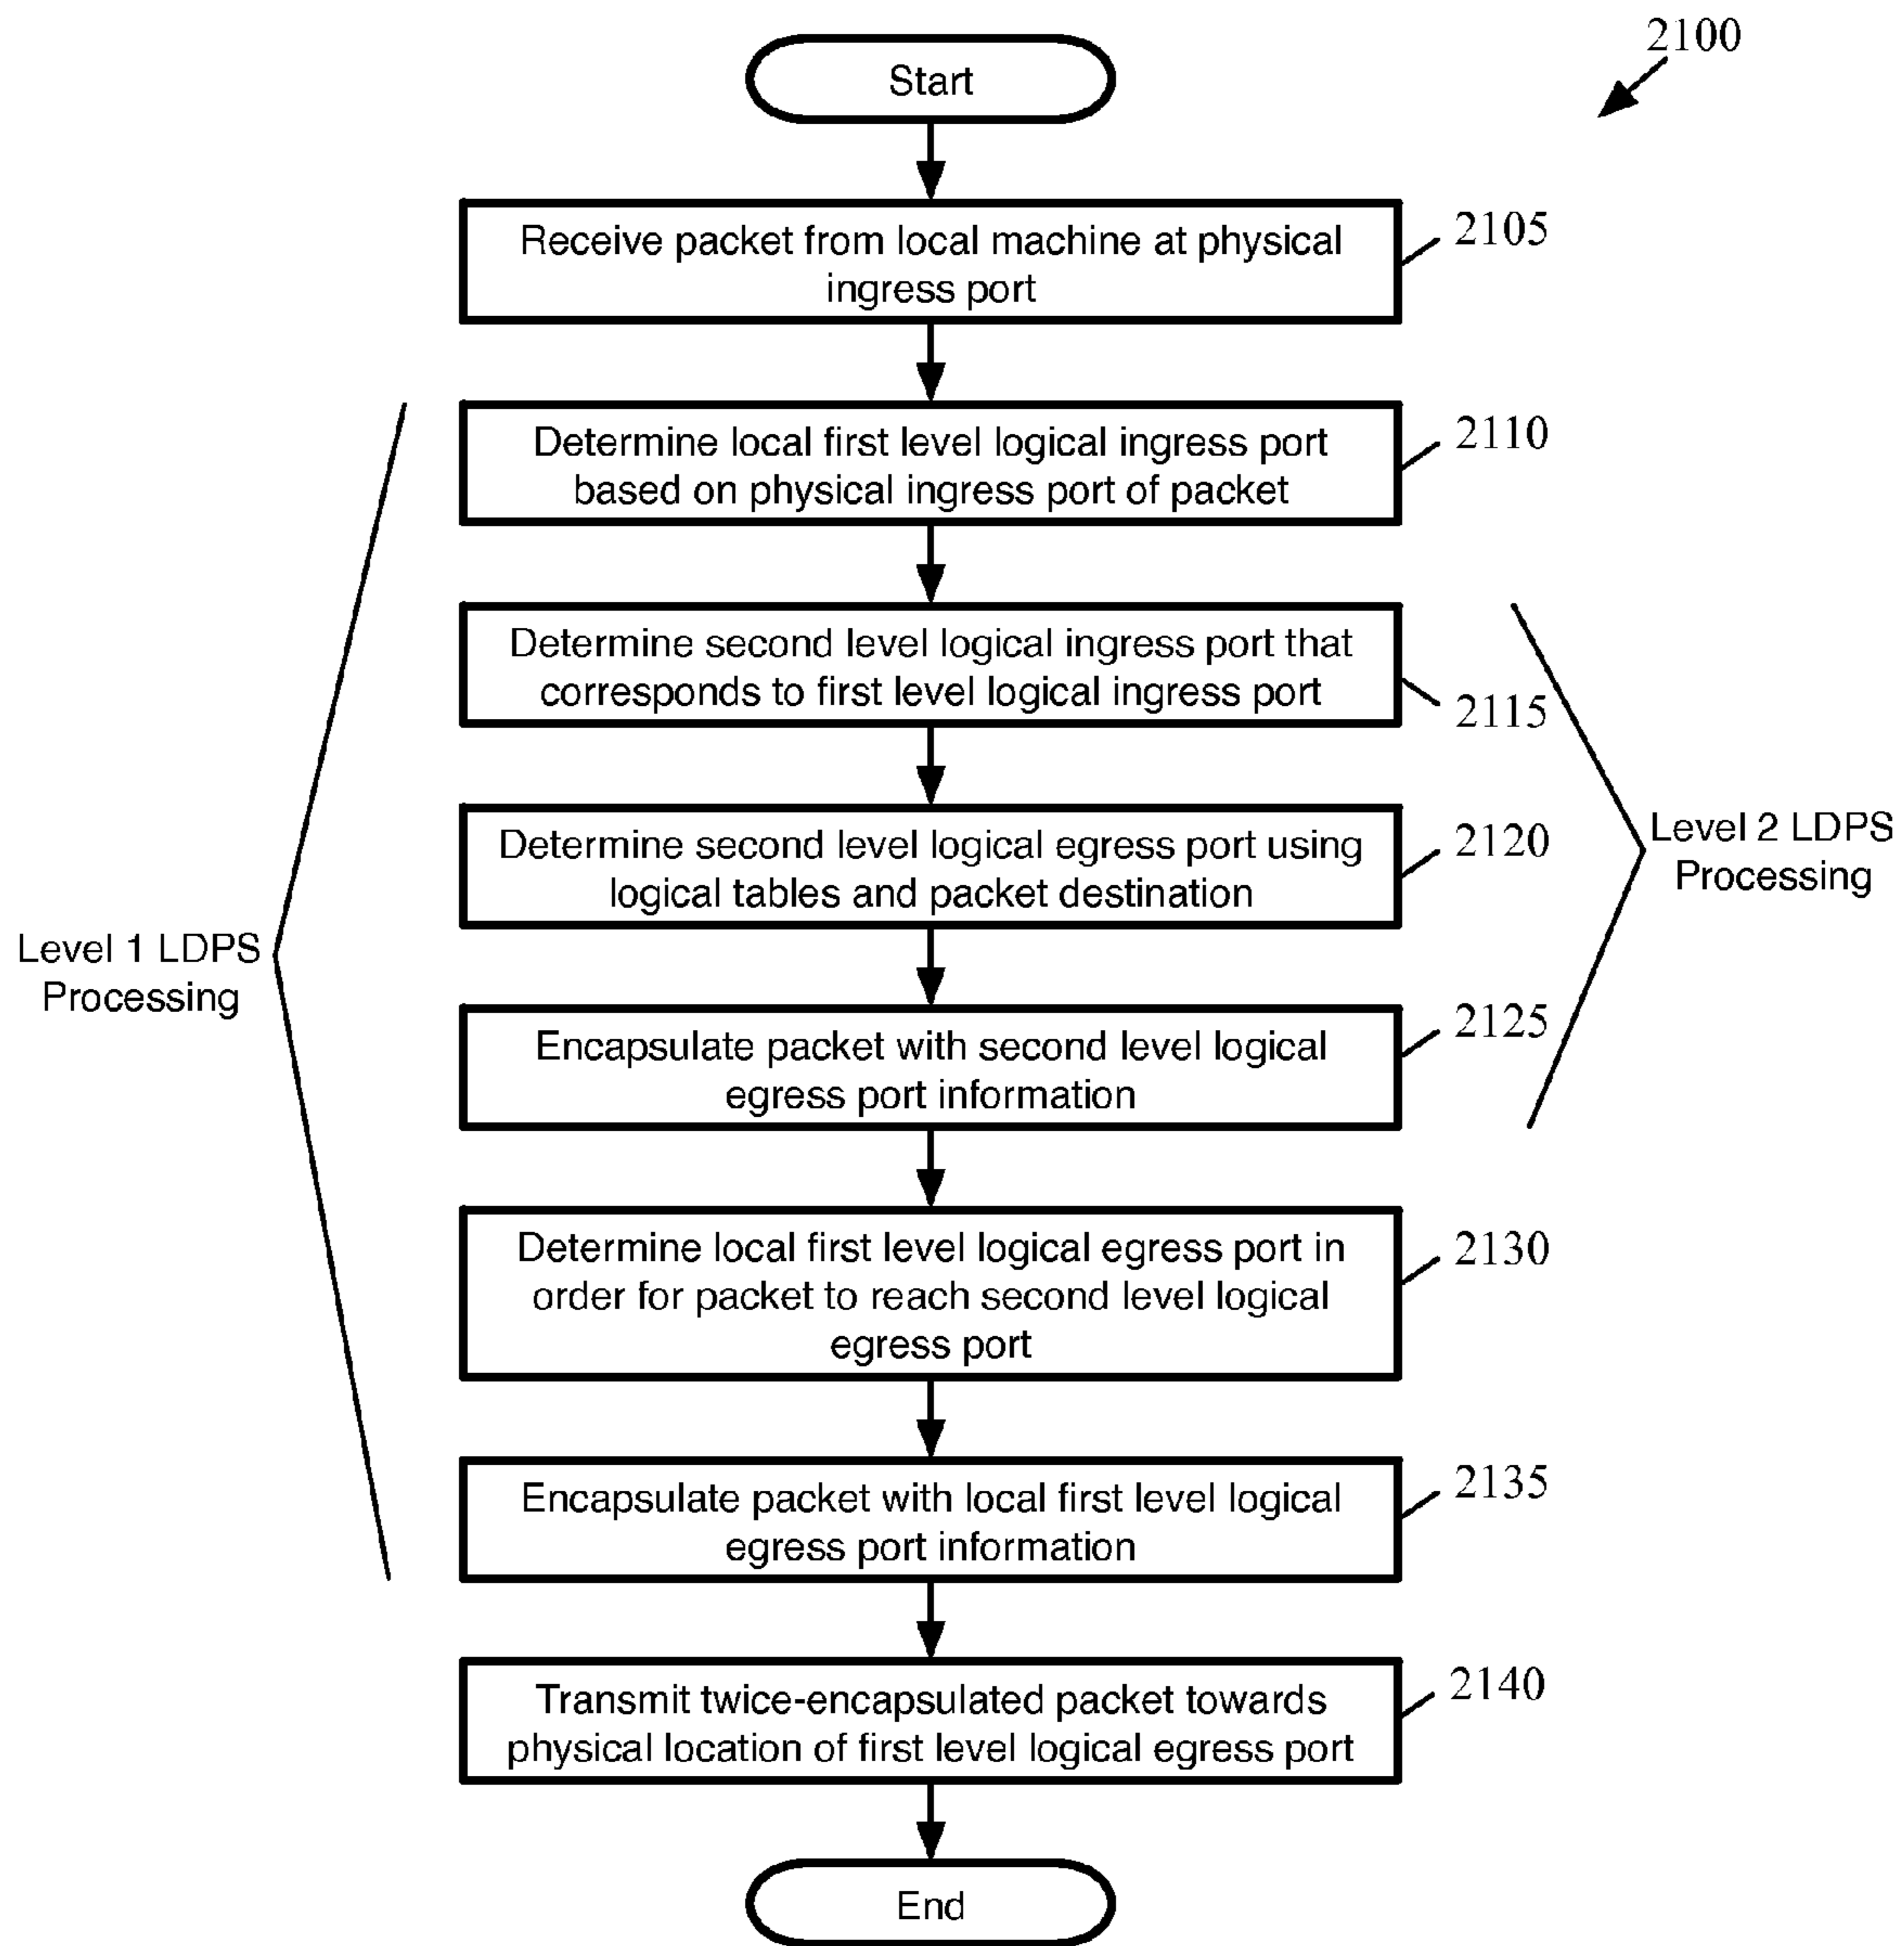 2100
Start
Receive packet from local machine at physical
ingress port
2105
Determine local first level logical ingress port
based on physical ingress port of packet
2110
Determine second level logical ingress port that
corresponds to first level logical ingress port
2115
Determine second level logical egress port using
logical tables and packet destination
2120
Level 2 LDPS
Processing
Level 1 LDPS
Processing
Encapsulate packet with second level logical
egress port information
2125
Determine local first level logical egress port in
order for packet to reach second level logical
egress port
2130
Encapsulate packet with local first level logical
egress port information
2135
Transmit twice-encapsulated packet towards
physical location of first level logical egress port
2140
End